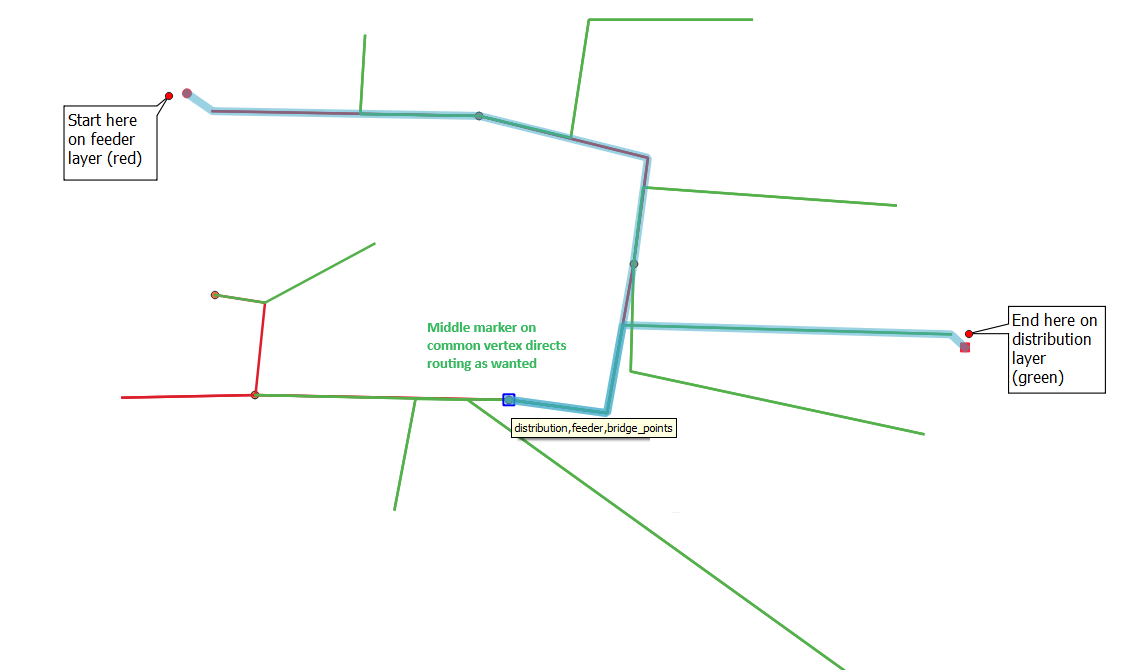 Start here
on feeder
layer (red)
Middle marker on
common vertex directs
routing as wanted
End here on
distribution
layer
(green)
distribution,feeder,bridge_points